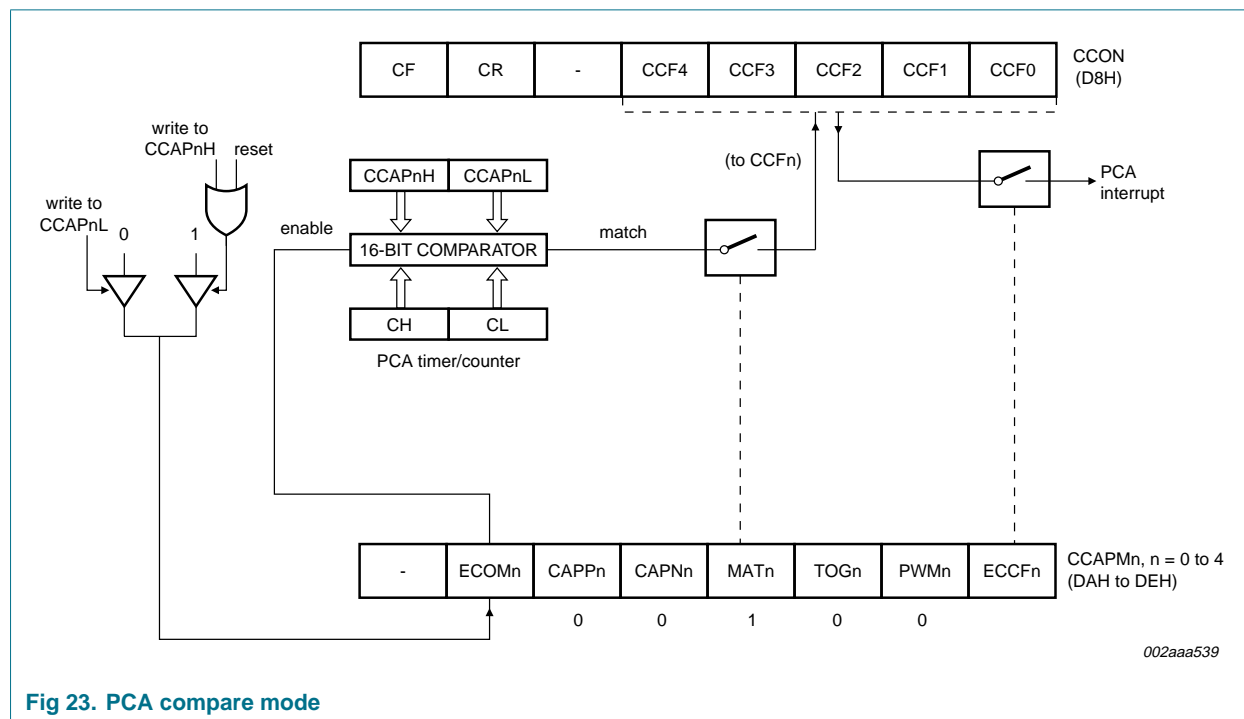 CF CR - CCF4 CCF3 CCF2 CCF1 CCF0
CCON
(D8H)
write to
CCAPnH
reset
(to CCFn)
PCA
interrupt
CCAPnH CCAPnL
write to
CCAPnL
0 1
enable
16-BIT COMPARATOR
match
CH CL
PCA timer/counter
- ECOMn CAPPn CAPNn MATn TOGn PWMn ECCFn
CCAPMn, n = 0 to 4
(DAH to DEH)
0 0 1 0 0
002aaa539
Fig 23. PCA compare mode